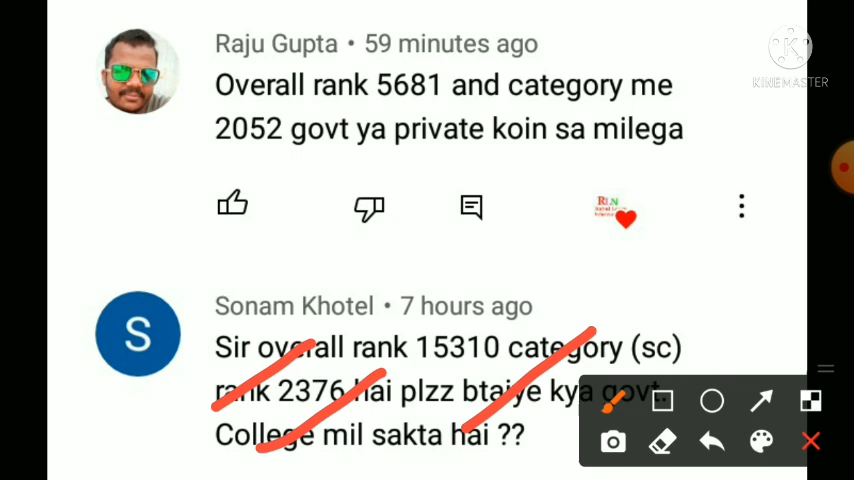 Raju Gupta • 59 minutes ago
KINEMASTER
Overall rank 5681 and category me
2052 govt ya private koin sa milega
RLN
Sonam Khotel • 7 hours ago
S
Sir overall rank 15310 category (sc)
rank 2376 hai plzz btaiye kya govt.
College mil sakta hai ??